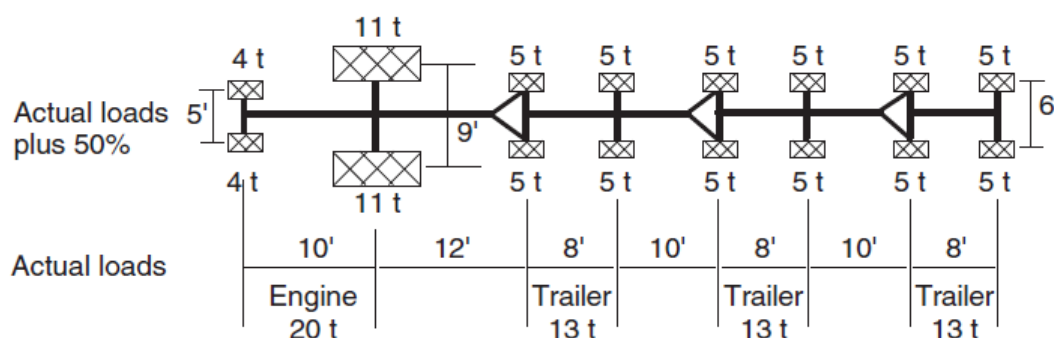 11 t
4 t 5 t 5 t 5 t 5 t 5 t 5 t
Actual loads plus 50% 5' 9' 6
4 t 11 t 5 t 5 t 5 t 5 t 5 t 5 t
Actual loads 10' 12' 8' 10' 8' 10' 8'
Engine Trailer Trailer Trailer
20 t 13 t 13 t 13 t